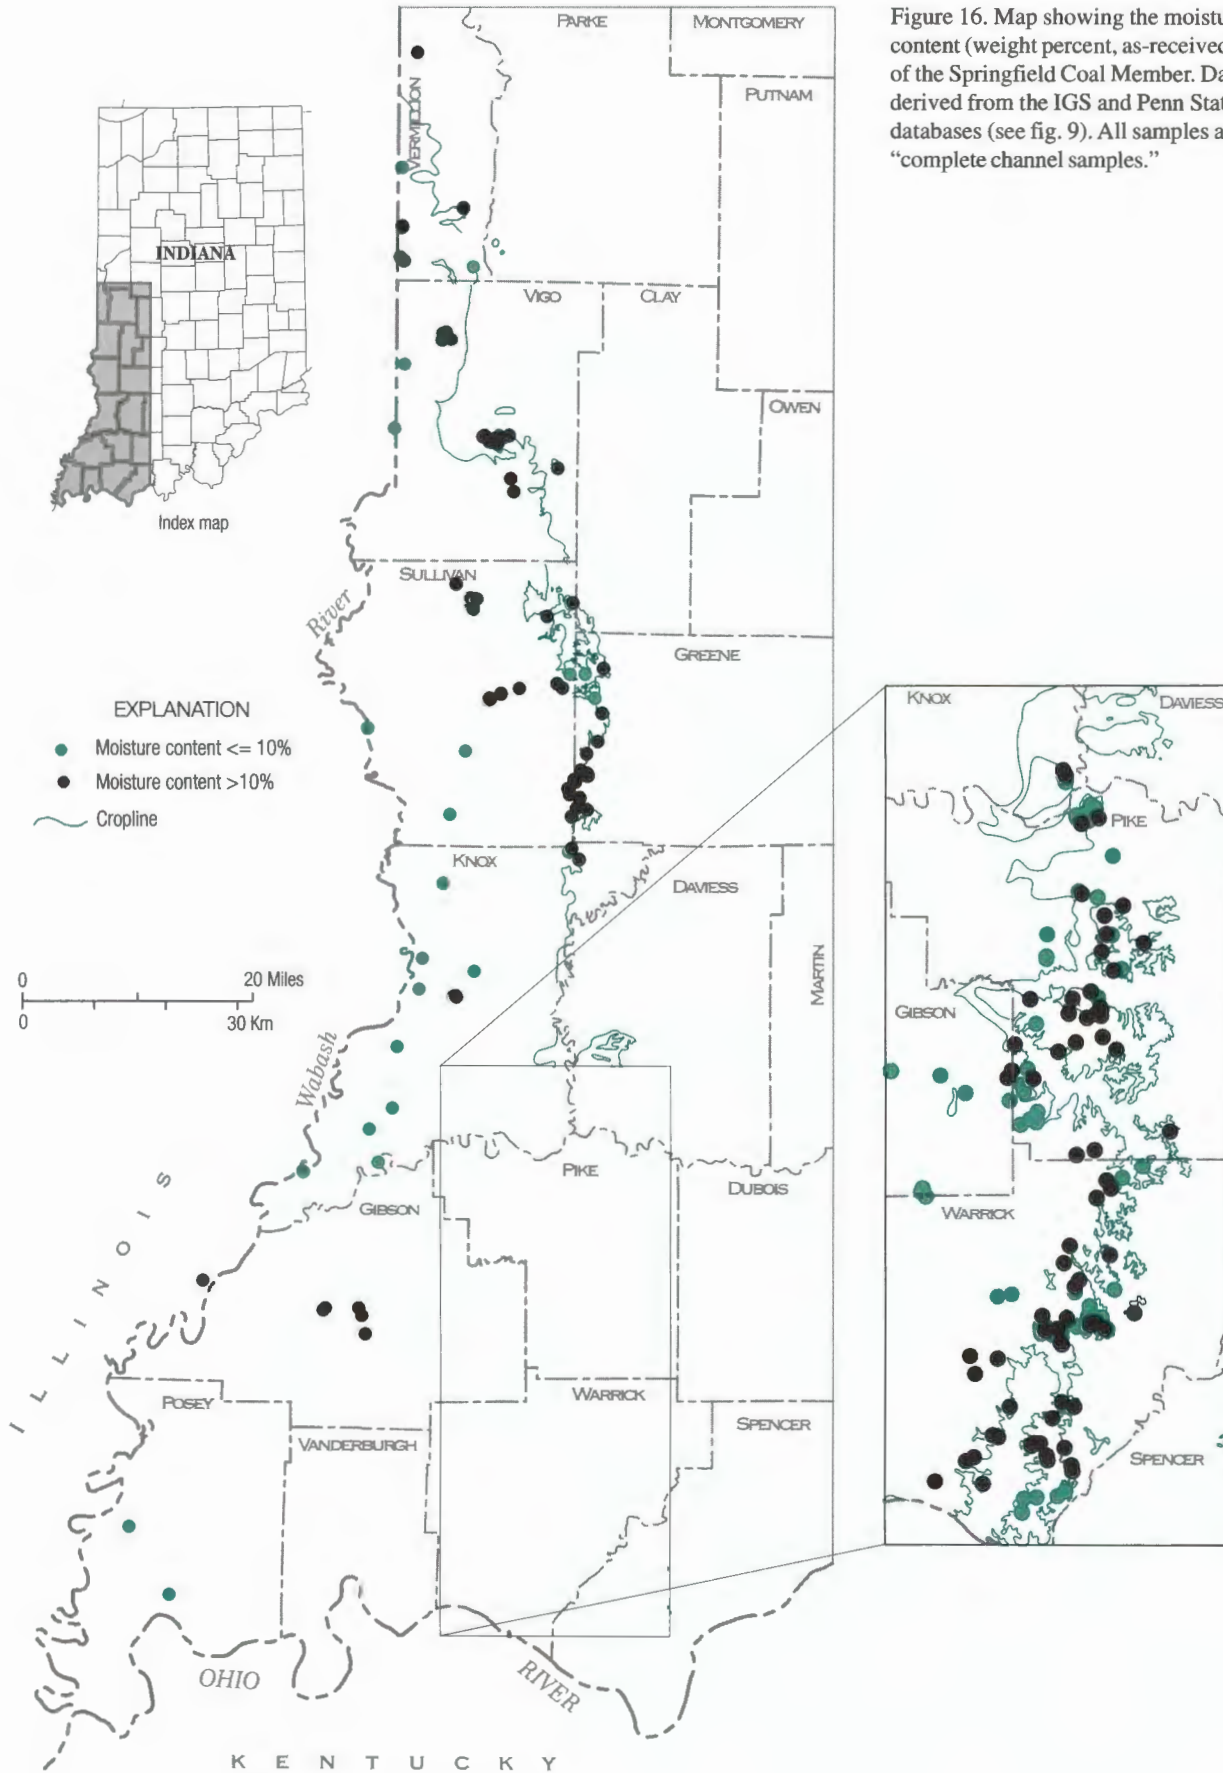 Figure 16. Map showing the moistu
content (weight percent, as-received
of the Springfield Coal Member. Da
derived from the IGS and Penn Stat
databases (see fig. 9). All samples a
“complete channel samples.”
PARKE
MONTGOMERY
VERMILLION
PUTNAM
INDIANA
Index map
VIGO
CLAY
OWEN
SULLIVAN
River
GREENE
EXPLANATION
Moisture content <= 10%
Moisture content >10%
Cropline
KNOX
DAVIESS
MARTIN
0 20 Miles
0 30 Km
Wabash
PIKE
DUBOIS
GIBSON
ILLINOIS
POSEY
WARRICK
SPENCER
VANDERBURGH
OHIO
RIVER
KENTUCKY
KNOX
DAVIESS
PIKE
GIBSON
WARRICK
SPENCER